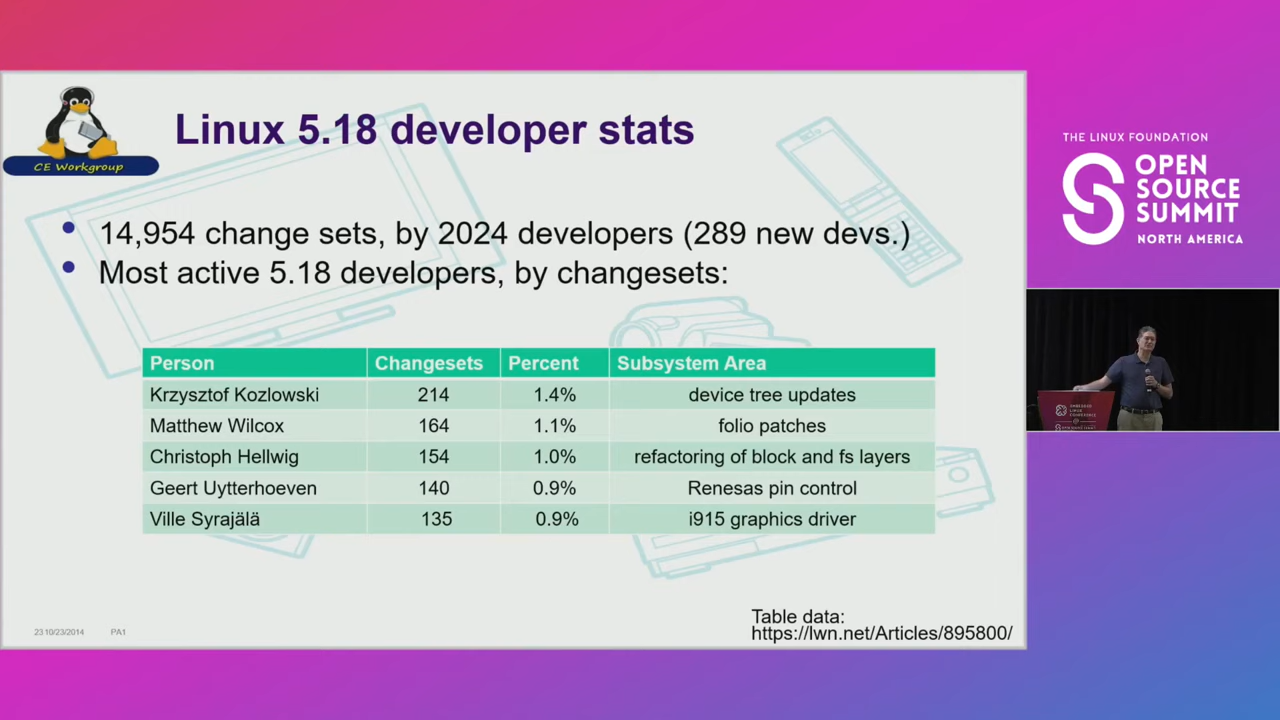 CE Workgroup
Linux 5.18 developer stats
• 14,954 change sets, by 2024 developers (289 new devs.)
• Most active 5.18 developers, by changesets:
Person Changesets Percent Subsystem Area
Krzysztof Kozlowski 214 1.4% device tree updates
Matthew Wilcox 164 1.1% folio patches
Christoph Hellwig 154 1.0% refactoring of block and fs layers
Geert Uytterhoeven 140 0.9% Renesas pin control
Ville Syrajälä 135 0.9% i915 graphics driver
Table data:
https://lwn.net/Articles/895800/
23 10/23/2014 PA1
THE LINUX FOUNDATION
OPEN
SOURCE
SUMMIT
NORTH AMERICA
EMBEDDED
LINUX
CONFERENCE